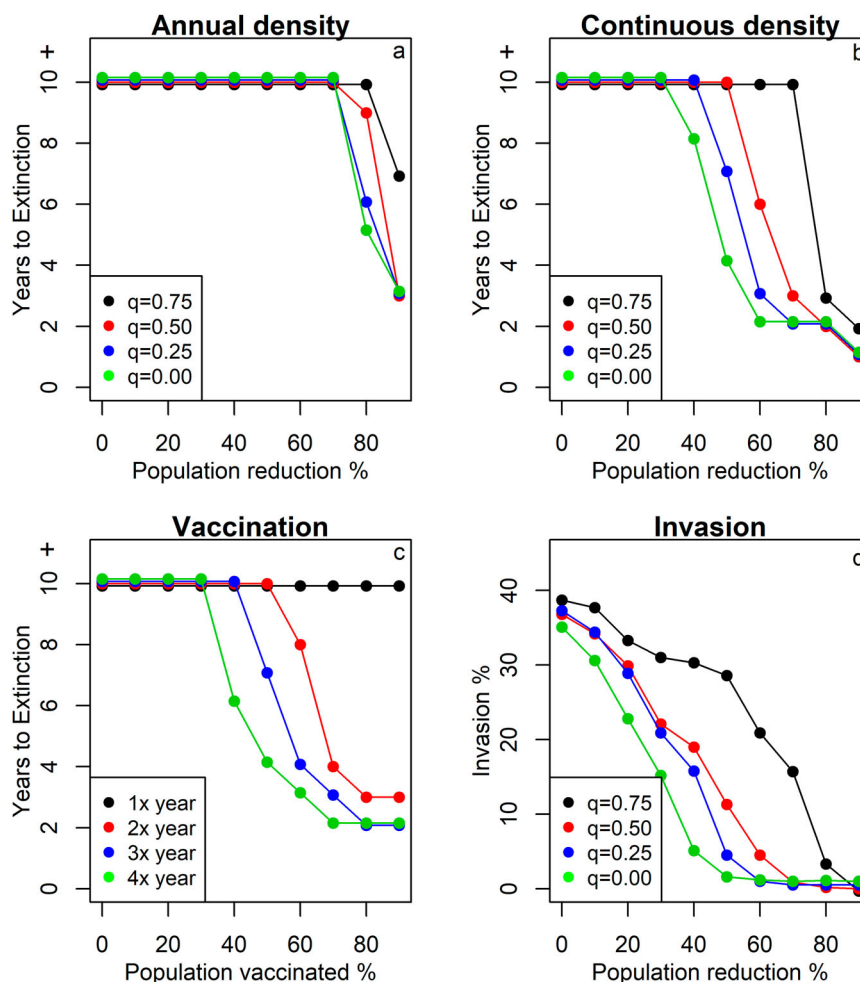 Annual density
a
Years to Extinction
0 2 4 6 8 10 +
q=0.75
q=0.50
q=0.25
q=0.00
0 20 40 60 80
Population reduction %
Continuous density
b
Years to Extinction
0 2 4 6 8 10 +
q=0.75
q=0.50
q=0.25
q=0.00
0 20 40 60 80
Population reduction %
Vaccination
c
Years to Extinction
0 2 4 6 8 10 +
1x year
2x year
3x year
4x year
0 20 40 60 80
Population vaccinated %
Invasion
d
Invasion %
0 10 20 30 40
q=0.75
q=0.50
q=0.25
q=0.00
0 20 40 60 80
Population reduction %